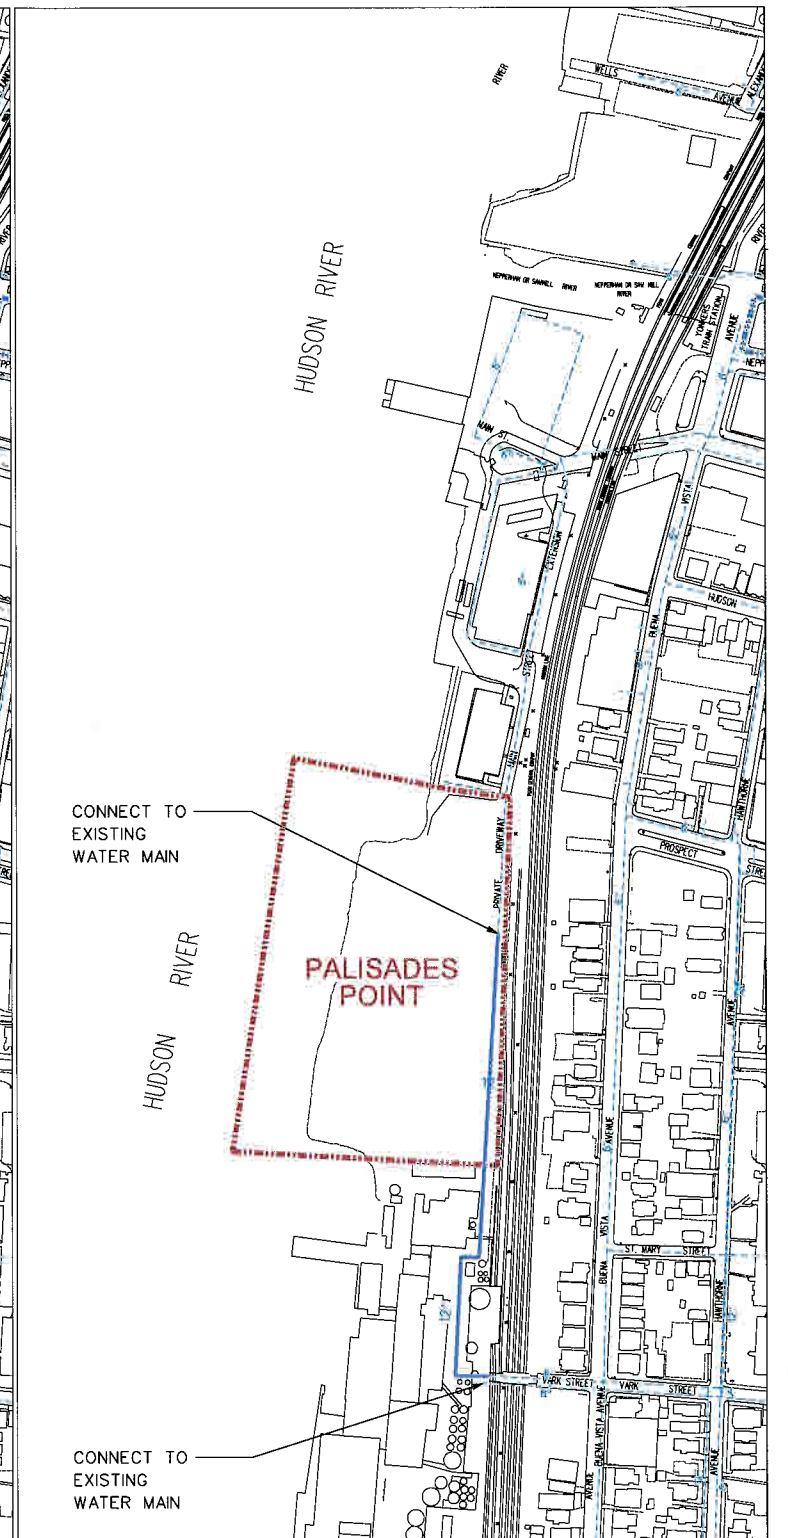 RIVER
WELLS
AVENUE
HUDSON RIVER
NEPPERHAN OR SAWMILL RIVER
NEPPERHAN OR SAW MILL
RIVER
YONKERS
TRAIN STATION
AVENUE
MAIN ST.
MAIN STREET
VISTA
EXTENSION
HUDSON
BUENA
STREET
MAIN
HAWTHORNE
CONNECT TO
EXISTING
WATER MAIN
DRIVEWAY
PRIVATE
PROSPECT
HUDSON RIVER
PALISADES
POINT
AVENUE
AVENUE
VISTA
BUENA
ST. MARY STREET
HAWTHORNE
12"
12"
VARK STREET
VARK STREET
BUENA VISTA AVENUE
AVENUE
AVENUE
CONNECT TO
EXISTING
WATER MAIN